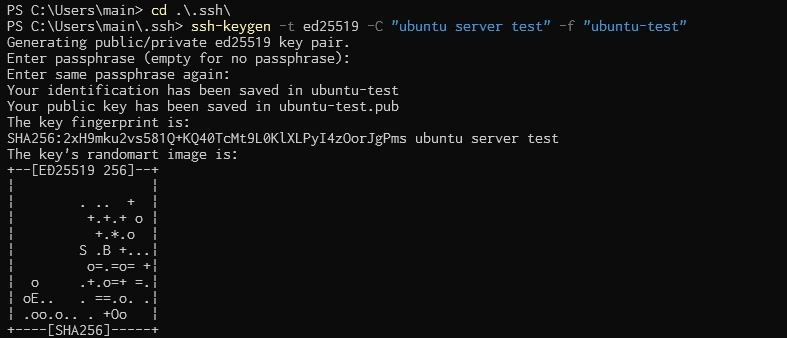 PS C:\Users\main> cd .\.ssh\
PS C:\Users\main\.ssh> ssh-keygen -t ed25519 -C "ubuntu server test" -f "ubuntu-test"
Generating public/private ed25519 key pair.
Enter passphrase (empty for no passphrase):
Enter same passphrase again:
Your identification has been saved in ubuntu-test
Your public key has been saved in ubuntu-test.pub
The key fingerprint is:
SHA256:2xH9mku2vs581Q+KQ40TcMt9L0KlXLPyI4zOorJgPms ubuntu server test
The key's randomart image is:
+--[ED25519 256]--+
|                 |
|        . ..  +  |
|         +.+.+ o |
|          +.*.o  |
|        S .B +...|
|         o=.=o= +|
|  o     .+.o=+ =.|
| oE..   . ==.o. .|
| .oo.o.. . +Oo   |
+----[SHA256]-----+